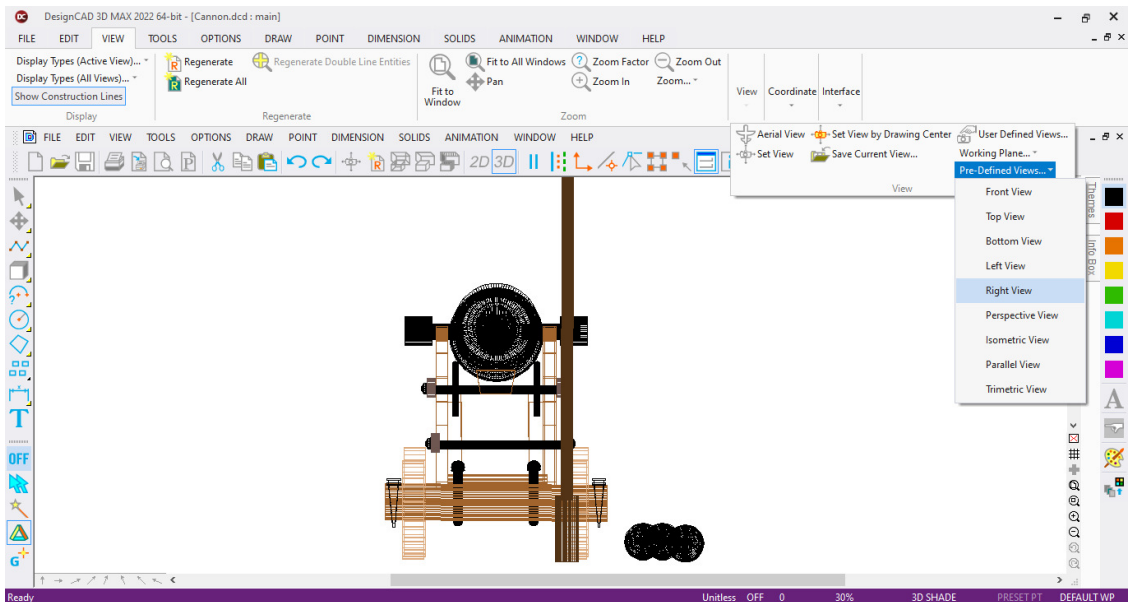 DesignCAD 3D MAX 2022 64-bit - [Cannon.dcd : main]
FILE EDIT VIEW TOOLS OPTIONS DRAW POINT DIMENSION SOLIDS ANIMATION WINDOW HELP
Display Types (Active View)... Regenerate Regenerate Double Line Entities Fit to All Windows Zoom Factor Zoom Out
Display Types (All Views)... Regenerate All Pan Zoom In Zoom...
Show Construction Lines Fit to Window View Coordinate Interface
Display Regenerate Zoom
FILE EDIT VIEW TOOLS OPTIONS DRAW POINT DIMENSION SOLIDS ANIMATION WINDOW HELP
Aerial View Set View by Drawing Center User Defined Views...
Set View Save Current View... Working Plane...
2D 3D
Pre-Defined Views...
View
Front View
Top View
Bottom View
Left View
Right View
Perspective View
Isometric View
Parallel View
Trimetric View
Themes
Info Box
T
A
OFF
G
Ready Unitless OFF 0 30% 3D SHADE PRESET PT DEFAULT WP